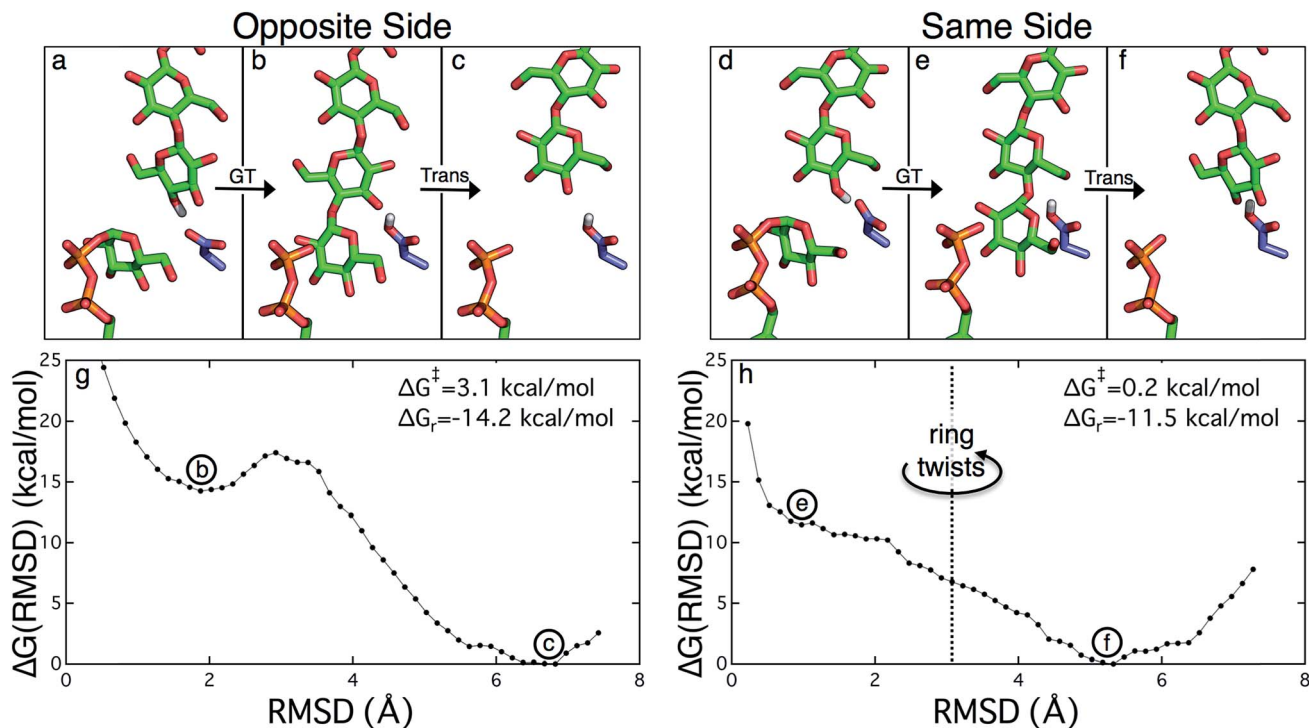 Opposite Side
a
b
c
GT
Trans
Same Side
d
e
f
GT
Trans
g
ΔG‡=3.1 kcal/mol
ΔGr=-14.2 kcal/mol
b
c
25
20
15
10
5
0
ΔG(RMSD) (kcal/mol)
0 2 4 6 8
RMSD (Å)
h
ΔG‡=0.2 kcal/mol
ΔGr=-11.5 kcal/mol
ring
twists
e
f
25
20
15
10
5
0
ΔG(RMSD) (kcal/mol)
0 2 4 6 8
RMSD (Å)